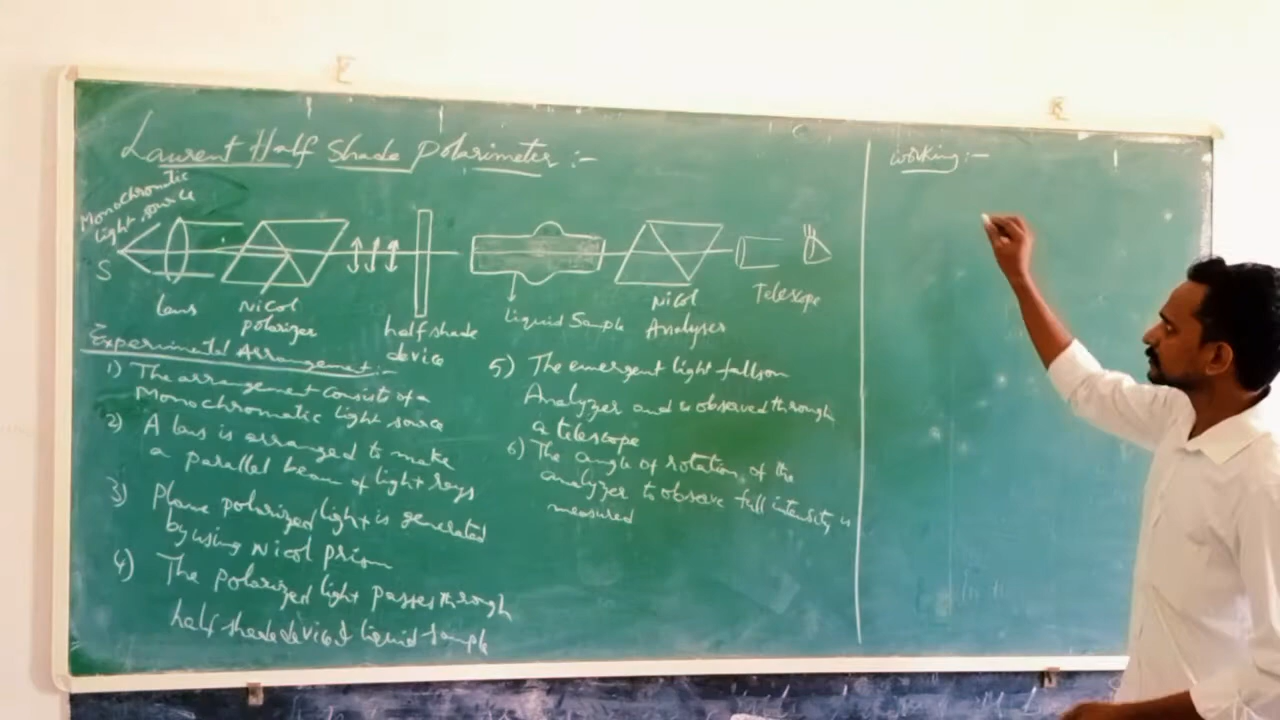 Laurent Half Shade Polarimeter :-
Monochromatic
light source
S
lens
Nicol
polarizer
half shade
device
liquid Sample
Nicol
Analyser
Telescope
Experimental Arrangement :-
1) The arrangement consists of a
Monochromatic light source
2) A lens is arranged to make
a parallel beam of light rays
3) Plane polarized light is generated
by using Nicol prism
4) The polarized light passes through
half shade device & liquid sample
5) The emergent light falls on
Analyzer and is observed through
a telescope
6) The angle of rotation of the
analyzer to observe full intensity is
measured
working :-